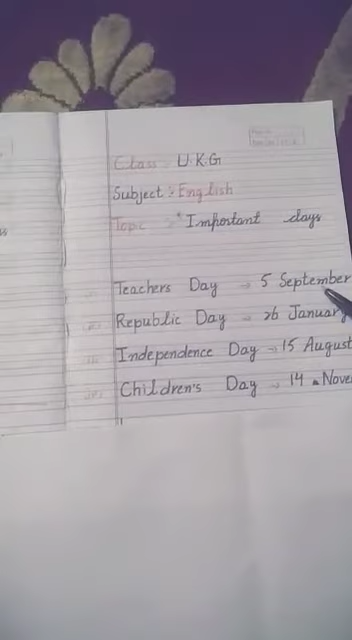 Class : U.K.G
Subject : English
Topic : Important days
Teachers Day → 5 September
Republic Day → 26 January
Independence Day → 15 August
Children's Day → 14 Nove